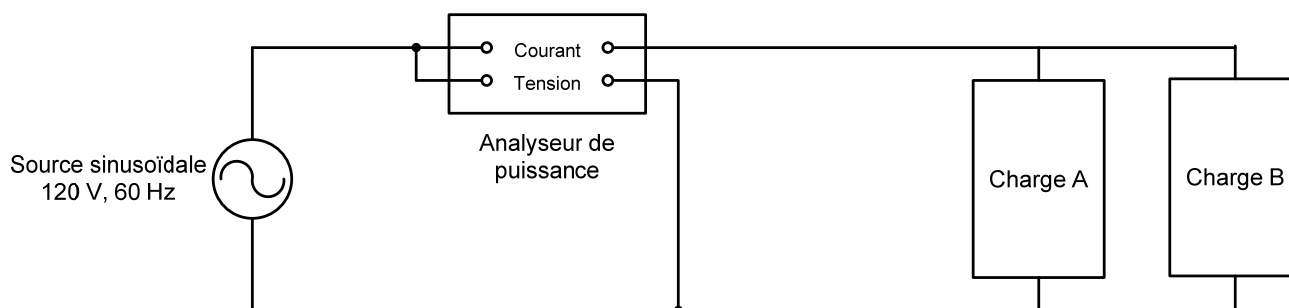 Courant
Tension
Analyseur de
puissance
Source sinusoïdale
120 V, 60 Hz
Charge A
Charge B